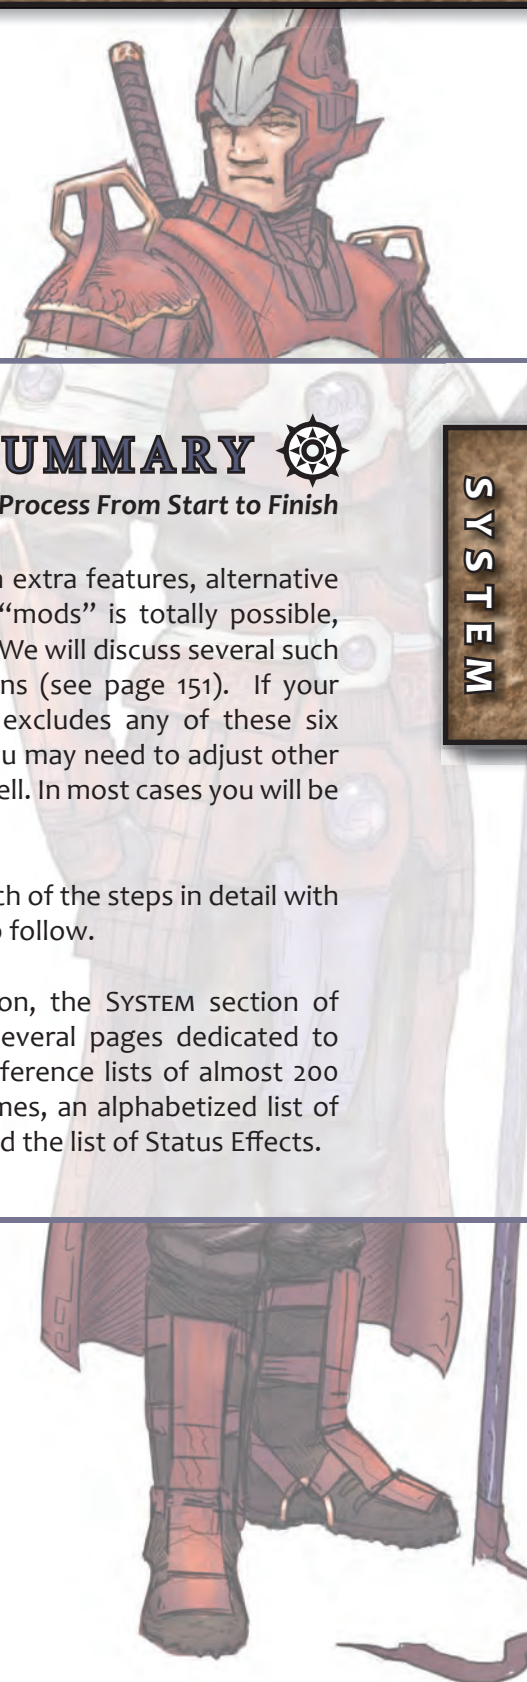 UMMARY
Process From Start to Finish
extra features, alternative
"mods" is totally possible,
We will discuss several such
ns (see page 151). If your
excludes any of these six
u may need to adjust other
ell. In most cases you will be
th of the steps in detail with
follow.
on, the SYSTEM section of
everal pages dedicated to
ference lists of almost 200
mes, an alphabetized list of
d the list of Status Effects.
SYSTEM